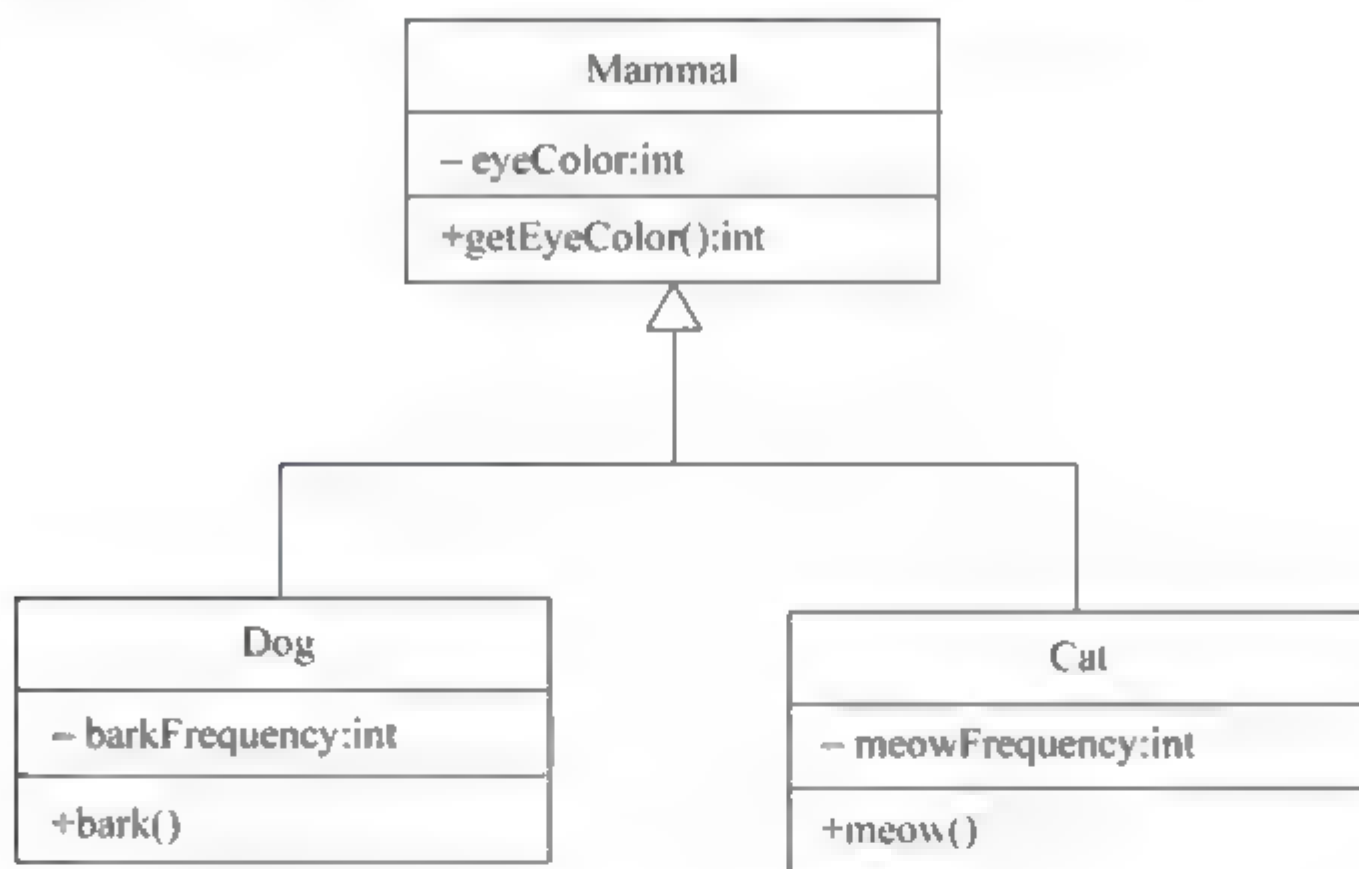 Mammal
– eyeColor:int
+getEyeColor():int
Dog
– barkFrequency:int
+bark()
Cat
– meowFrequency:int
+meow()